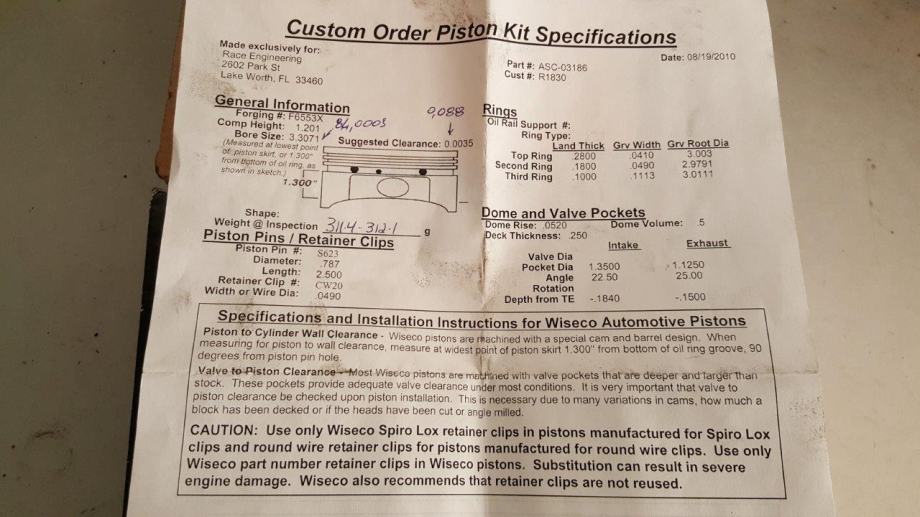 Custom Order Piston Kit Specifications
Made exclusively for:
Race Engineering
2602 Park St
Lake Worth, FL 33460
Date: 08/19/2010
Part #: ASC-03186
Cust #: R1830
General Information
Forging #: F6553X
Comp Height: 1.201
Bore Size: 3.3071
84,0003
0,088
(Measured at lowest point
of piston skirt, or 1.300"
from bottom of oil ring, as
shown in sketch.)
Suggested Clearance: 0.0035
1.300"
Shape:
Weight @ Inspection 311.4-312.1 g
Rings
Oil Rail Support #:
Ring Type:
Land Thick Grv Width Grv Root Dia
Top Ring .2800 .0410 3.003
Second Ring .1800 .0490 2.9791
Third Ring .1000 .1113 3.0111
Piston Pins / Retainer Clips
Piston Pin #: S623
Diameter: .787
Length: 2.500
Retainer Clip #: CW20
Width or Wire Dia: .0490
Dome and Valve Pockets
Dome Rise: .0520 Dome Volume: .5
Deck Thickness: .250
Intake Exhaust
Valve Dia
Pocket Dia 1.3500 1.1250
Angle 22.50 25.00
Rotation
Depth from TE -.1840 -.1500
Specifications and Installation Instructions for Wiseco Automotive Pistons
Piston to Cylinder Wall Clearance - Wiseco pistons are machined with a special cam and barrel design. When
measuring for piston to wall clearance, measure at widest point of piston skirt 1.300" from bottom of oil ring groove, 90
degrees from piston pin hole.
Valve to Piston Clearance - Most Wiseco pistons are machined with valve pockets that are deeper and larger than
stock. These pockets provide adequate valve clearance under most conditions. It is very important that valve to
piston clearance be checked upon piston installation. This is necessary due to many variations in cams, how much a
block has been decked or if the heads have been cut or angle milled.
CAUTION: Use only Wiseco Spiro Lox retainer clips in pistons manufactured for Spiro Lox
clips and round wire retainer clips for pistons manufactured for round wire clips. Use only
Wiseco part number retainer clips in Wiseco pistons. Substitution can result in severe
engine damage. Wiseco also recommends that retainer clips are not reused.